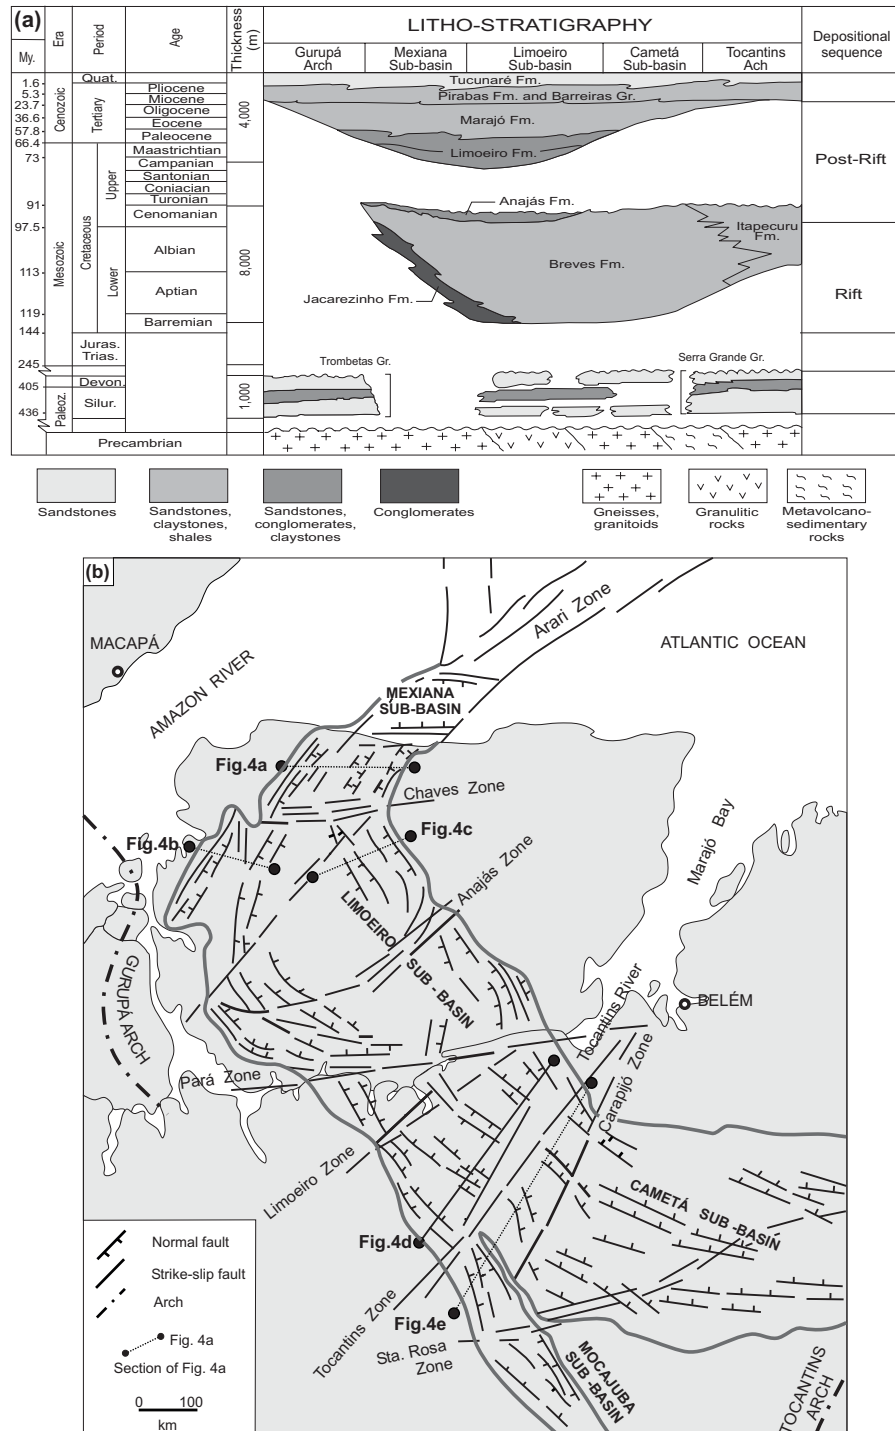 (a)
My.
Era
Period
Age
Thickness (m)
LITHO-STRATIGRAPHY
Gurupá Arch
Mexiana Sub-basin
Limoeiro Sub-basin
Cametá Sub-basin
Tocantins Ach
Depositional sequence
1.6
5.3
23.7
36.6
57.8
66.4
73
91
97.5
113
119
144
245
405
436
Cenozoic
Mesozoic
Paleoz.
Quat.
Tertiary
Cretaceous
Upper
Lower
Juras.
Trias.
Devon.
Silur.
Precambrian
Pliocene
Miocene
Oligocene
Eocene
Paleocene
Maastrichtian
Campanian
Santonian
Coniacian
Turonian
Cenomanian
Albian
Aptian
Barremian
4,000
8,000
1,000
Tucunaré Fm.
Pirabas Fm. and Barreiras Gr.
Marajó Fm.
Limoeiro Fm.
Anajás Fm.
Itapecuru
Fm.
Breves Fm.
Jacarezinho Fm.
Trombetas Gr.
Serra Grande Gr.
Post-Rift
Rift
Sandstones
Sandstones,
claystones,
shales
Sandstones,
conglomerates,
claystones
Conglomerates
Gneisses,
granitoids
Granulitic
rocks
Metavolcano-
sedimentary
rocks
(b)
MACAPÁ
AMAZON RIVER
Arari Zone
ATLANTIC OCEAN
MEXIANA
SUB-BASIN
Fig.4a
Chaves Zone
Marajó Bay
Fig.4b
Fig.4c
Anajás Zone
LIMOEIRO
SUB - BASIN
GURUPÁ ARCH
Tocantins River
BELÉM
Pará Zone
Carapijó Zone
Limoeiro Zone
CAMETÁ SUB-BASIN
Fig.4d
Fig.4e
Tocantins Zone
Sta. Rosa
Zone
MOCAJUBA
SUB-BASIN
TOCANTINS
ARCH
Normal fault
Strike-slip fault
Arch
Fig. 4a
Section of Fig. 4a
0 100
km